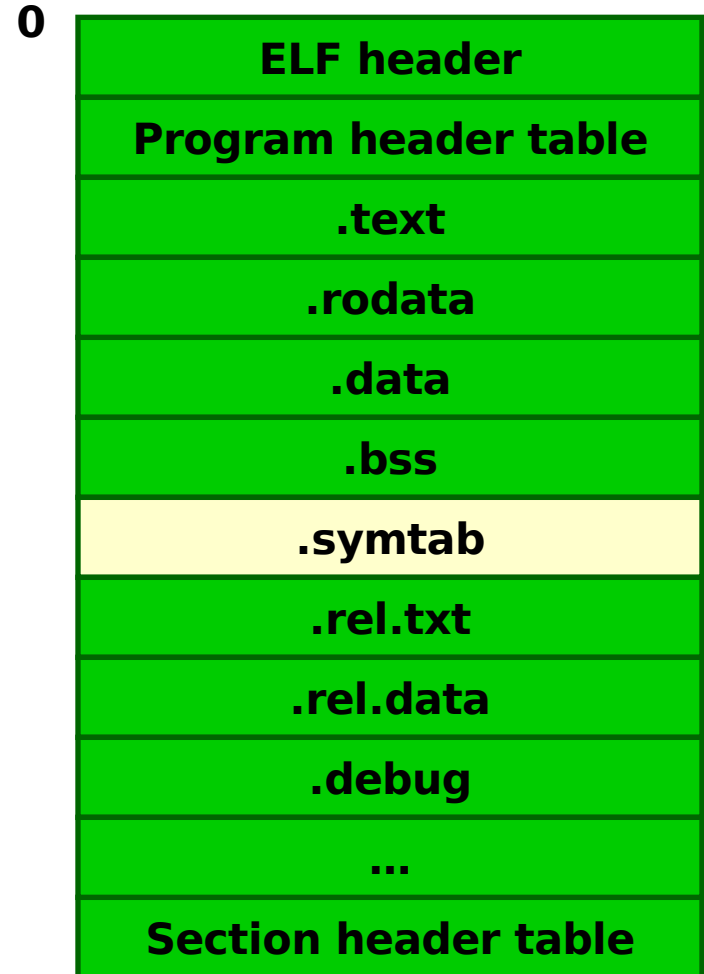 0
ELF header
Program header table
.text
.rodata
.data
.bss
.symtab
.rel.txt
.rel.data
.debug
…
Section header table